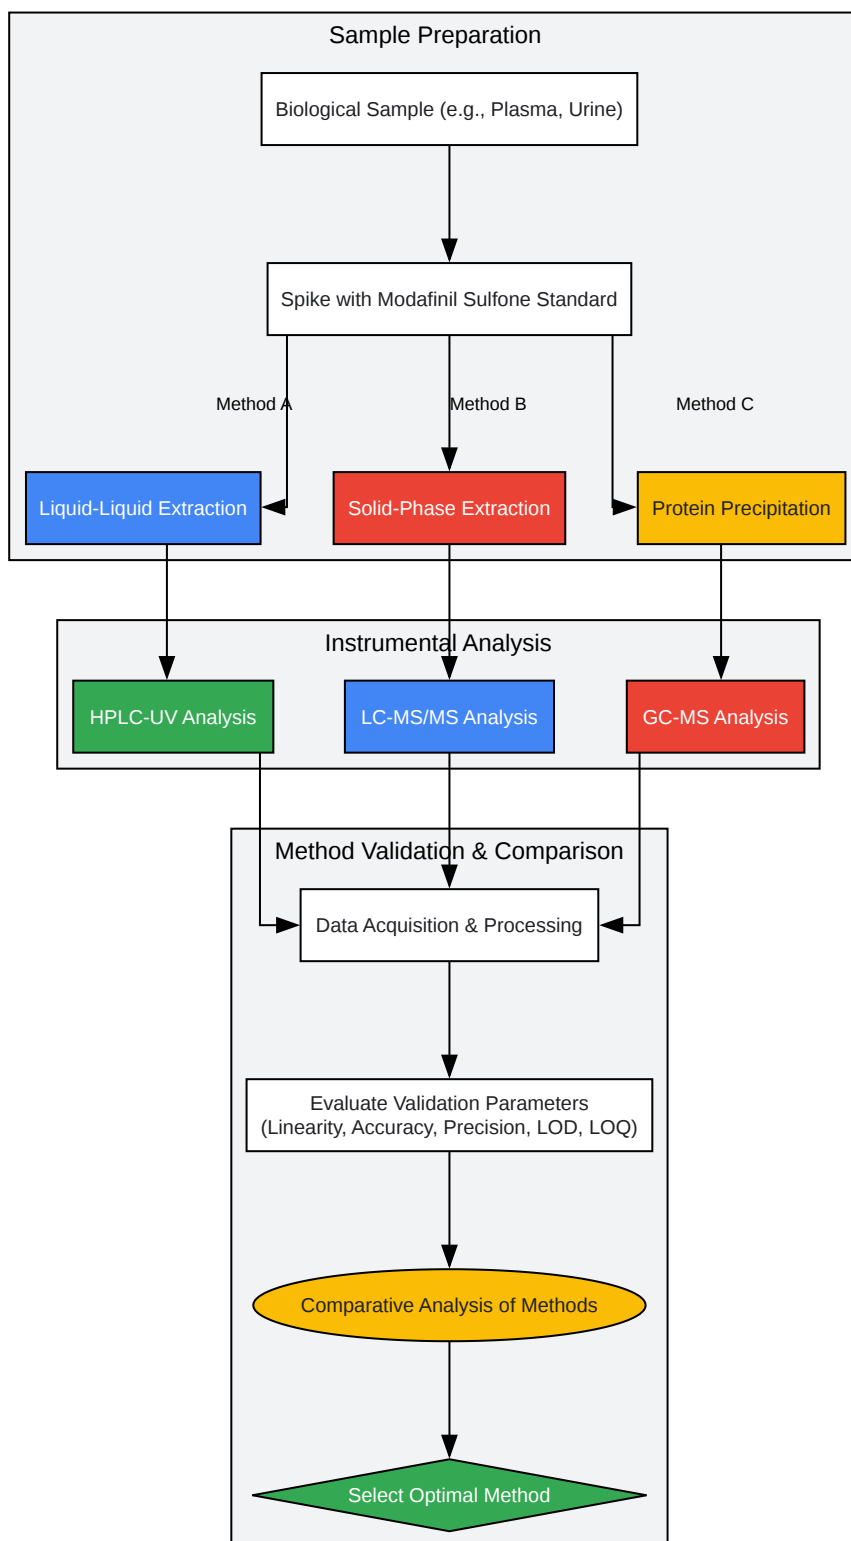 Sample Preparation
Biological Sample (e.g., Plasma, Urine)
Spike with Modafinil Sulfone Standard
Method A
Method B
Method C
Liquid-Liquid Extraction
Solid-Phase Extraction
Protein Precipitation
Instrumental Analysis
HPLC-UV Analysis
LC-MS/MS Analysis
GC-MS Analysis
Method Validation & Comparison
Data Acquisition & Processing
Evaluate Validation Parameters
(Linearity, Accuracy, Precision, LOD, LOQ)
Comparative Analysis of Methods
Select Optimal Method